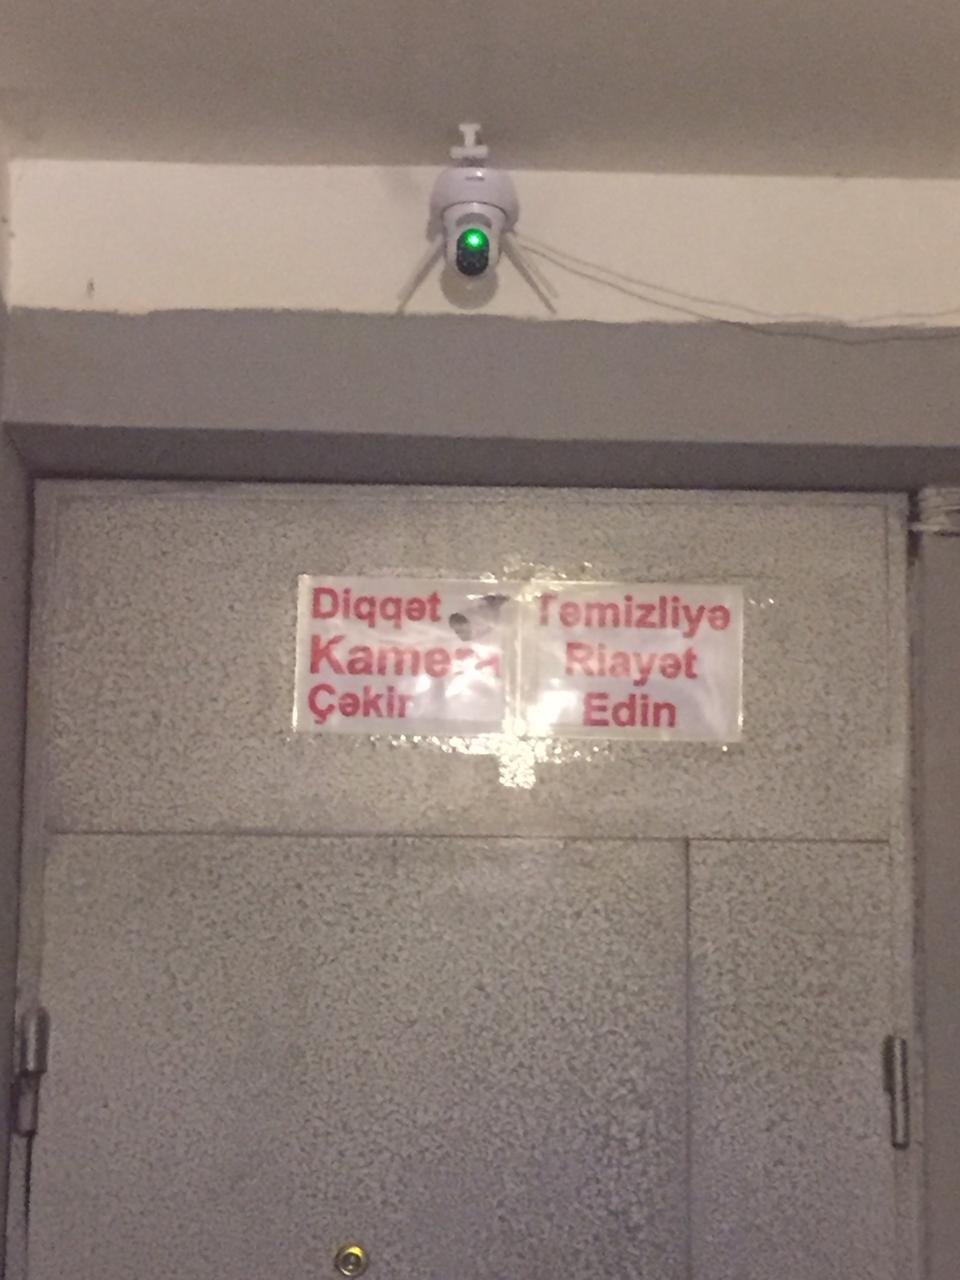 Diqqət
Kamera
Çəkir
Təmizliyə
Riayət
Edin